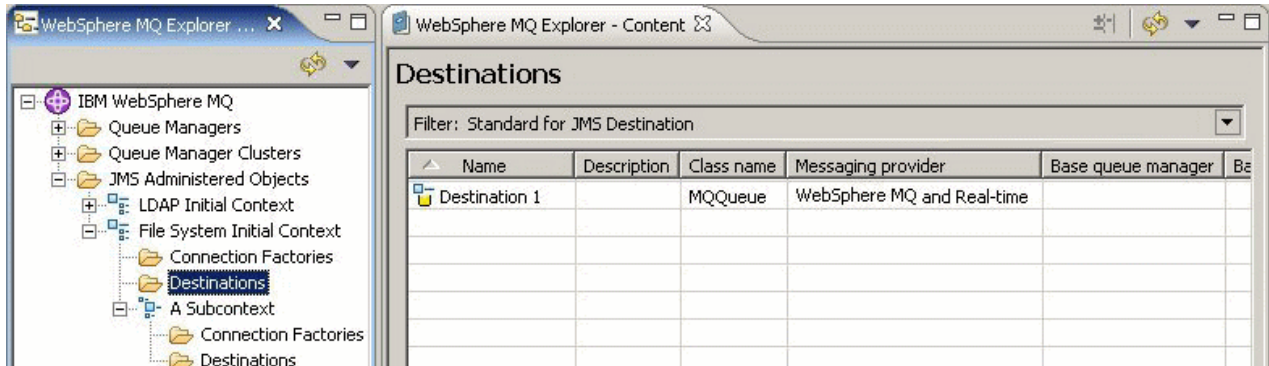 WebSphere MQ Explorer ...
IBM WebSphere MQ
Queue Managers
Queue Manager Clusters
JMS Administered Objects
LDAP Initial Context
File System Initial Context
Connection Factories
Destinations
A Subcontext
Connection Factories
Destinations
WebSphere MQ Explorer - Content
Destinations
Filter: Standard for JMS Destination
Name Description Class name Messaging provider Base queue manager Ba
Destination 1 MQQueue WebSphere MQ and Real-time